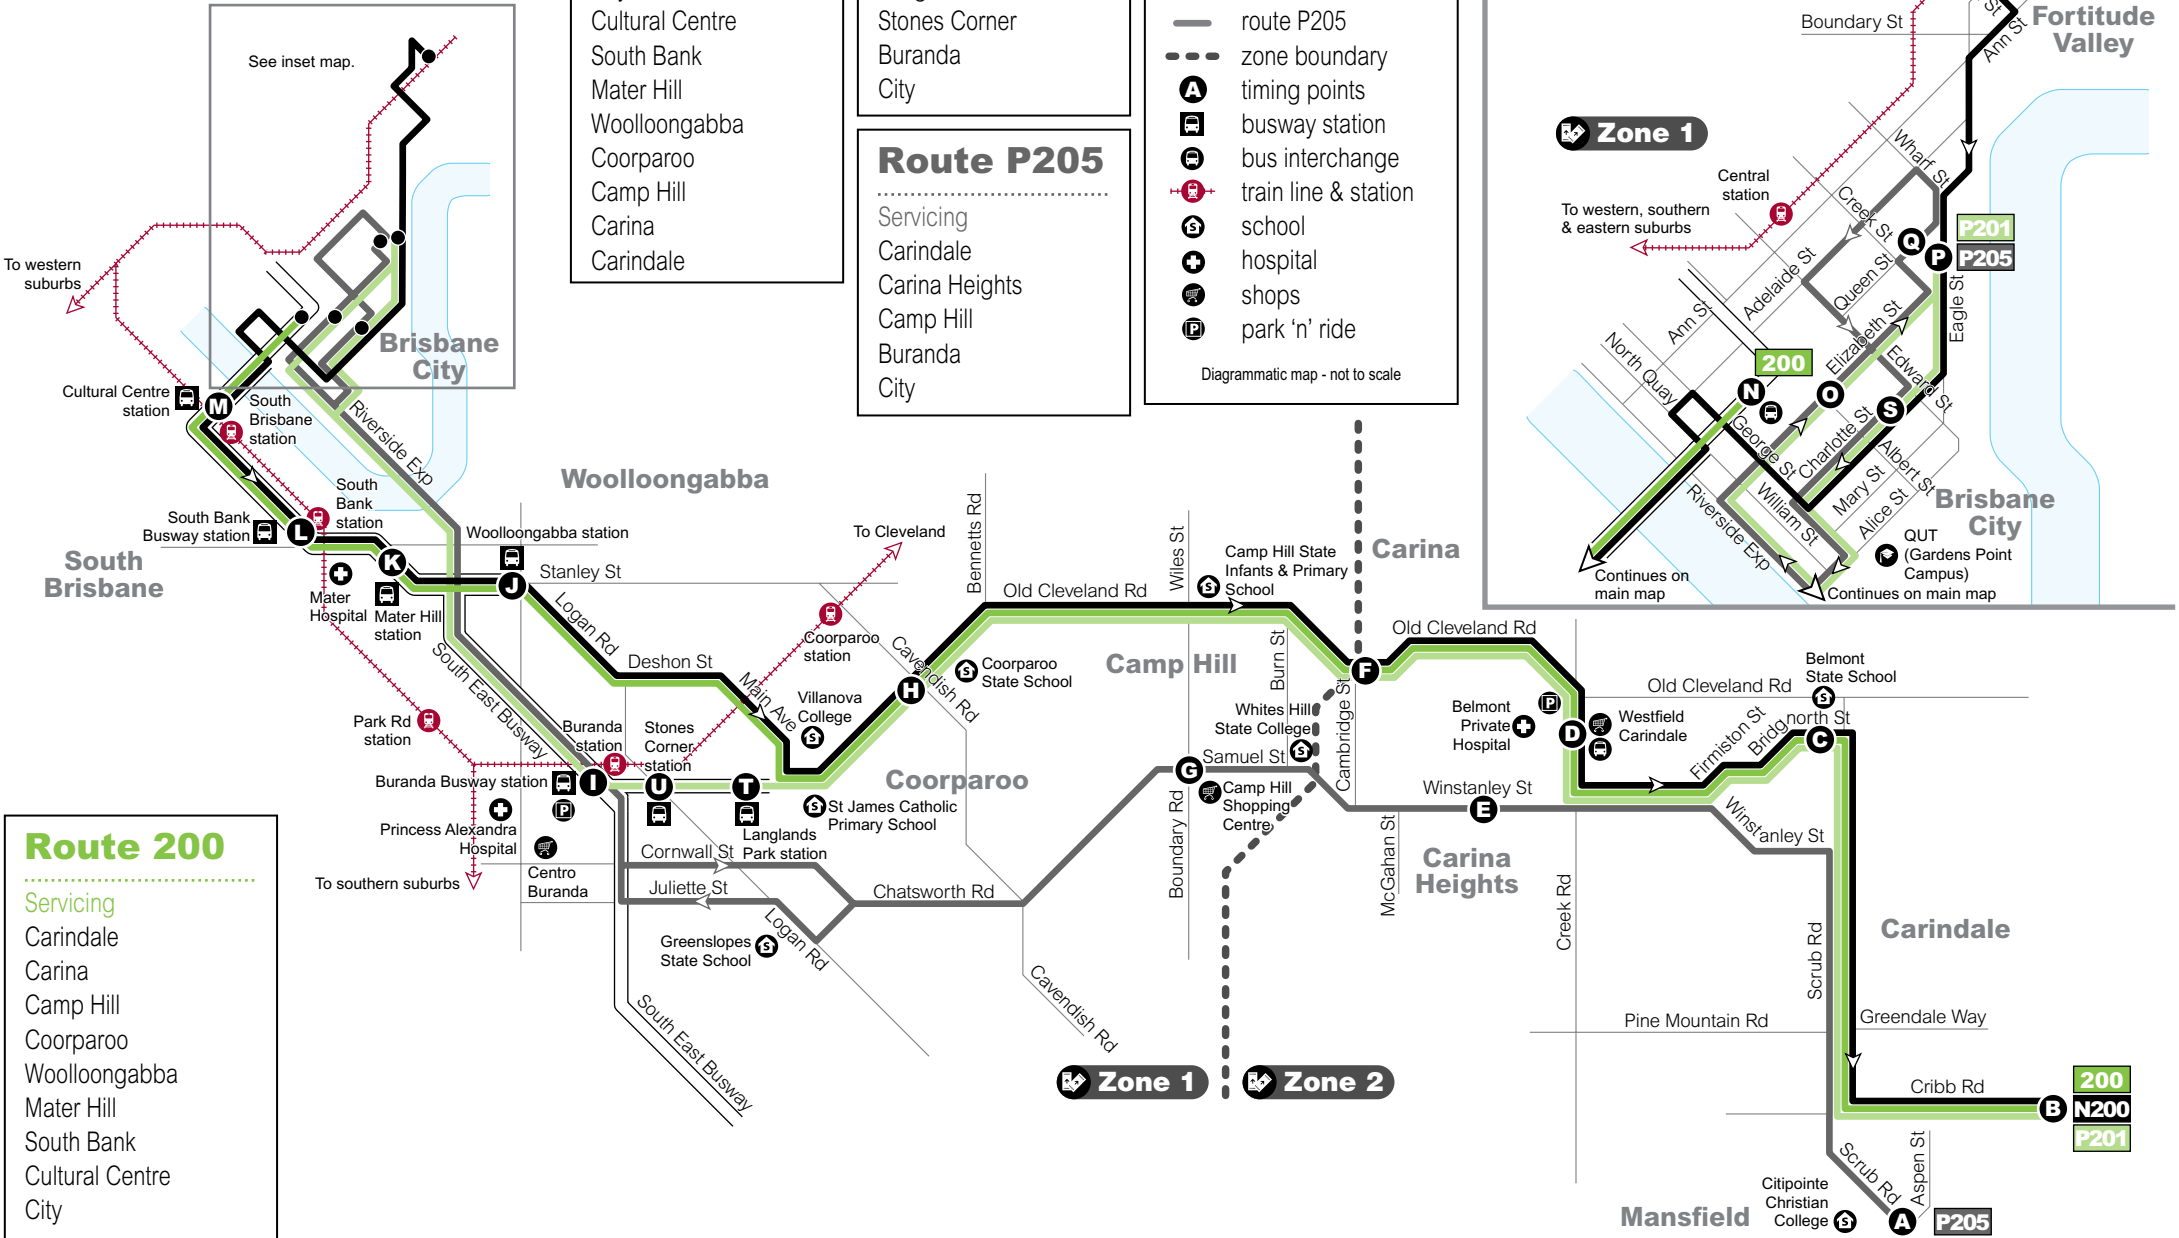 See inset map.
To western
suburbs
Brisbane
City
Cultural Centre
station
M
South
Brisbane
station
Riverside Exp
South Bank
Busway station
L
South
Bank
station
South
Brisbane
K
Mater
Hospital
Mater Hill
station
Woolloongabba
Woolloongabba station
J
Stanley St
Logan Rd
Deshon St
Main Ave
South East Busway
Park Rd
station
Buranda
station
Stones
Corner
station
Buranda Busway station
I
U
T
Princess Alexandra
Hospital
Centro
Buranda
To southern suburbs
Langlands
Park station
Cornwall St
Juliette St
Logan Rd
Greenslopes
State School
South East Busway
Villanova
College
St James Catholic
Primary School
To Cleveland
Coorparoo
station
Cavendish Rd
H
Coorparoo
State School
Coorparoo
Chatsworth Rd
Cavendish Rd
Bennetts Rd
Old Cleveland Rd
Wiles St
Camp Hill State
Infants & Primary
School
Camp Hill
Burn St
Whites Hill
State College
G
Samuel St
Camp Hill
Shopping
Centre
Boundary Rd
Cambridge St
Carina
F
Old Cleveland Rd
Winstanley St
E
McGahan St
Carina
Heights
Creek Rd
Belmont
Private
Hospital
P
D
Westfield
Carindale
Old Cleveland Rd
Belmont
State School
Firmiston St
Bridgnorth St
C
Winstanley St
Scrub Rd
Carindale
Pine Mountain Rd
Greendale Way
Cribb Rd
B
200
N200
P201
Scrub Rd
Aspen St
Citipointe
Christian
College
A
P205
Mansfield
Zone 1
Zone 2
Route 200
Servicing
Carindale
Carina
Camp Hill
Coorparoo
Woolloongabba
Mater Hill
South Bank
Cultural Centre
City
Cultural Centre
South Bank
Mater Hill
Woolloongabba
Coorparoo
Camp Hill
Carina
Carindale
Stones Corner
Buranda
City
Route P205
Servicing
Carindale
Carina Heights
Camp Hill
Buranda
City
route P205
zone boundary
A timing points
busway station
bus interchange
train line & station
school
hospital
shops
P park ‘n’ ride
Diagrammatic map - not to scale
Boundary St
Fortitude
Valley
Ann St
Zone 1
Central
station
To western, southern
& eastern suburbs
Wharf St
Creek St
Q
P
P201
P205
Adelaide St
Queen St
Eagle St
Ann St
North Quay
200
N
Elizabeth St
O
Edward St
S
George St
Charlotte St
Albert St
Mary St
William St
Alice St
Riverside Exp
Brisbane
City
QUT
(Gardens Point
Campus)
Continues on
main map
Continues on main map